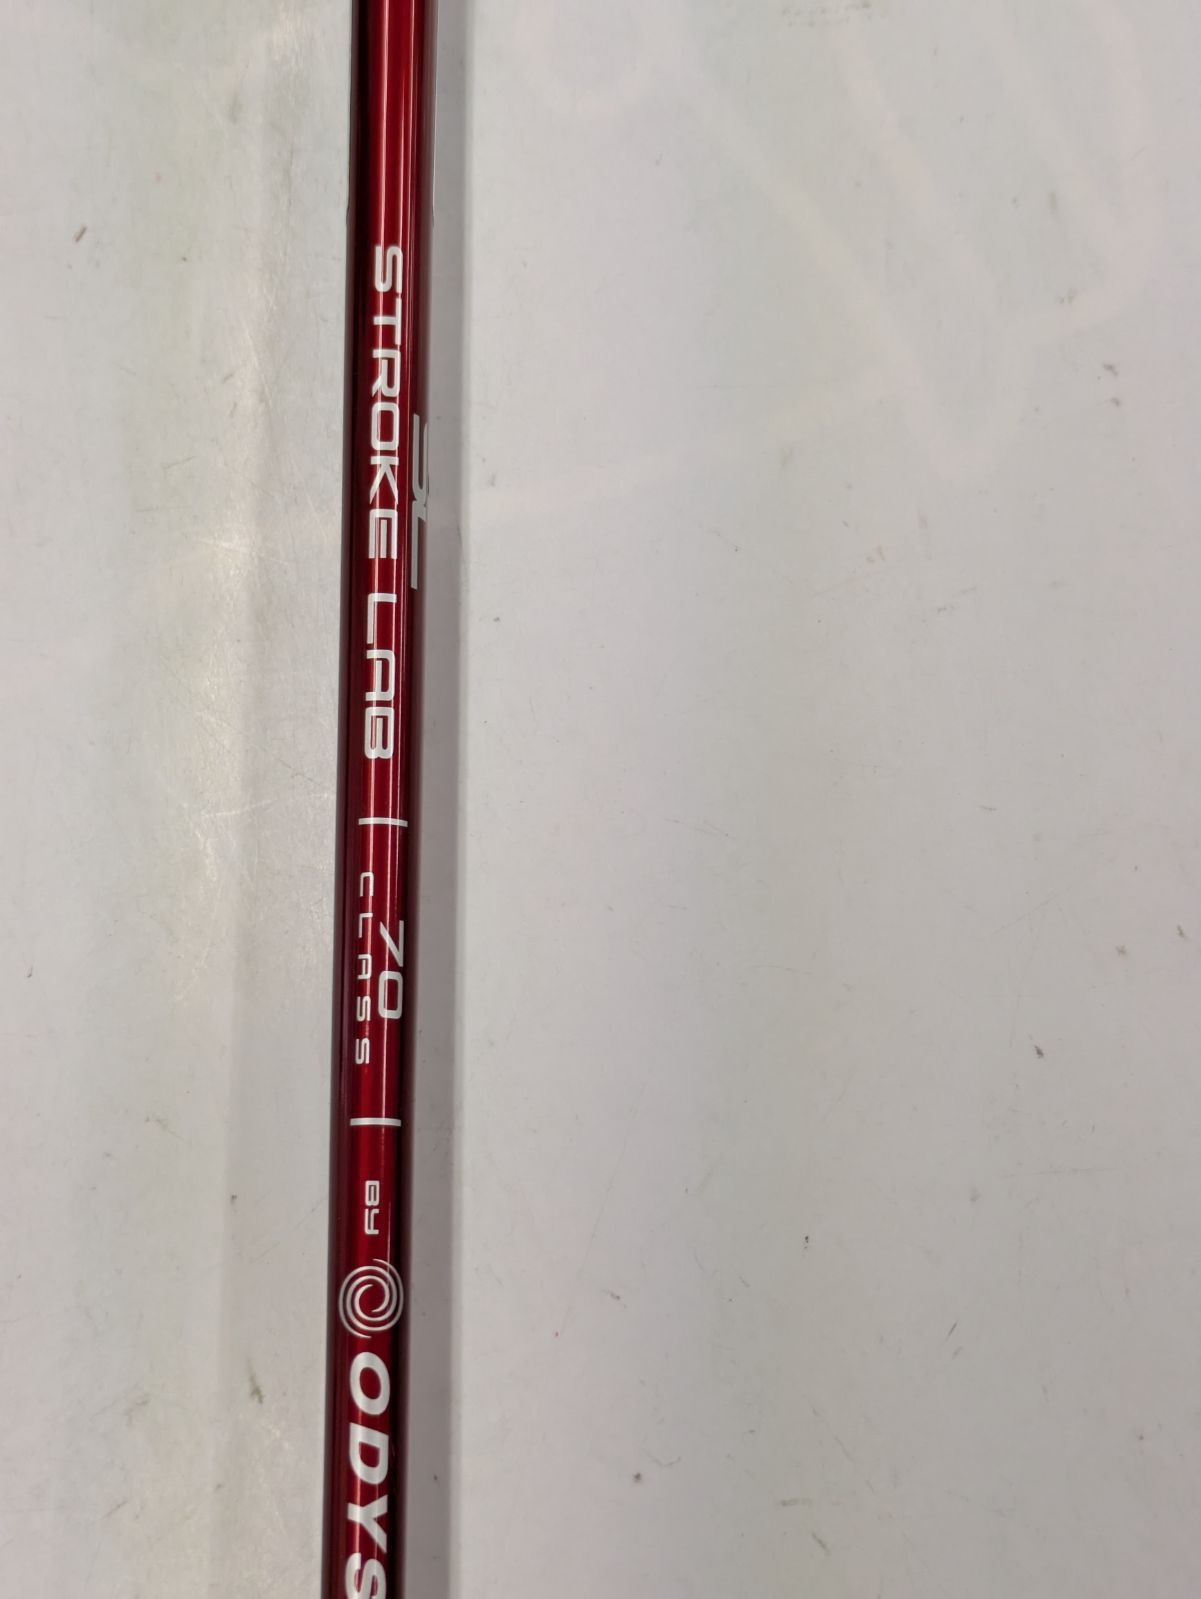 SL
STROKE LAB | 70 CLASS | BY ODYS